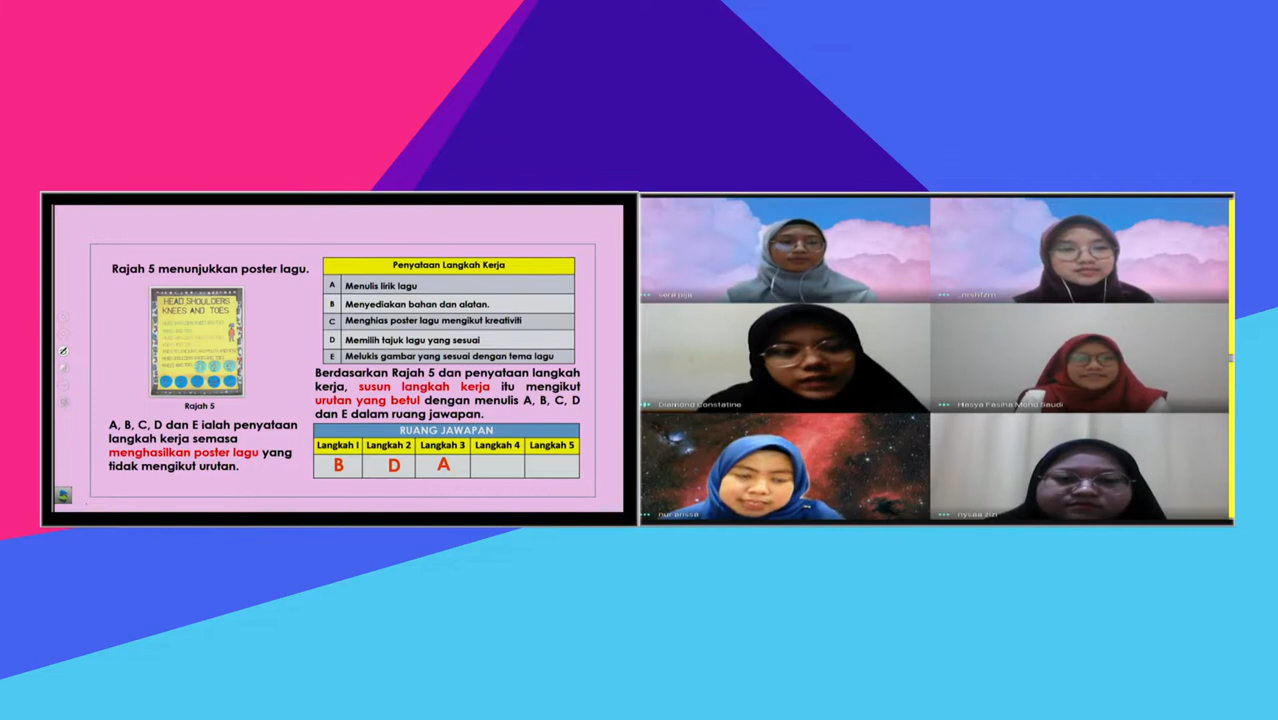 Rajah 5 menunjukkan poster lagu.
HEAD SHOULDERS
KNEES AND TOES
Rajah 5
A, B, C, D dan E ialah penyataan
langkah kerja semasa
menghasilkan poster lagu yang
tidak mengikut urutan.
Penyataan Langkah Kerja
A Menulis lirik lagu
B Menyediakan bahan dan alatan.
C Menghias poster lagu mengikut kreativiti
D Memilih tajuk lagu yang sesuai
E Melukis gambar yang sesuai dengan tema lagu
Berdasarkan Rajah 5 dan penyataan langkah
kerja, susun langkah kerja itu mengikut
urutan yang betul dengan menulis A, B, C, D
dan E dalam ruang jawapan.
RUANG JAWAPAN
Langkah 1 Langkah 2 Langkah 3 Langkah 4 Langkah 5
B D A
Diamond Constatine
Hasya Fasiha Mohd Saudi
nur arissa
nysaa zizi